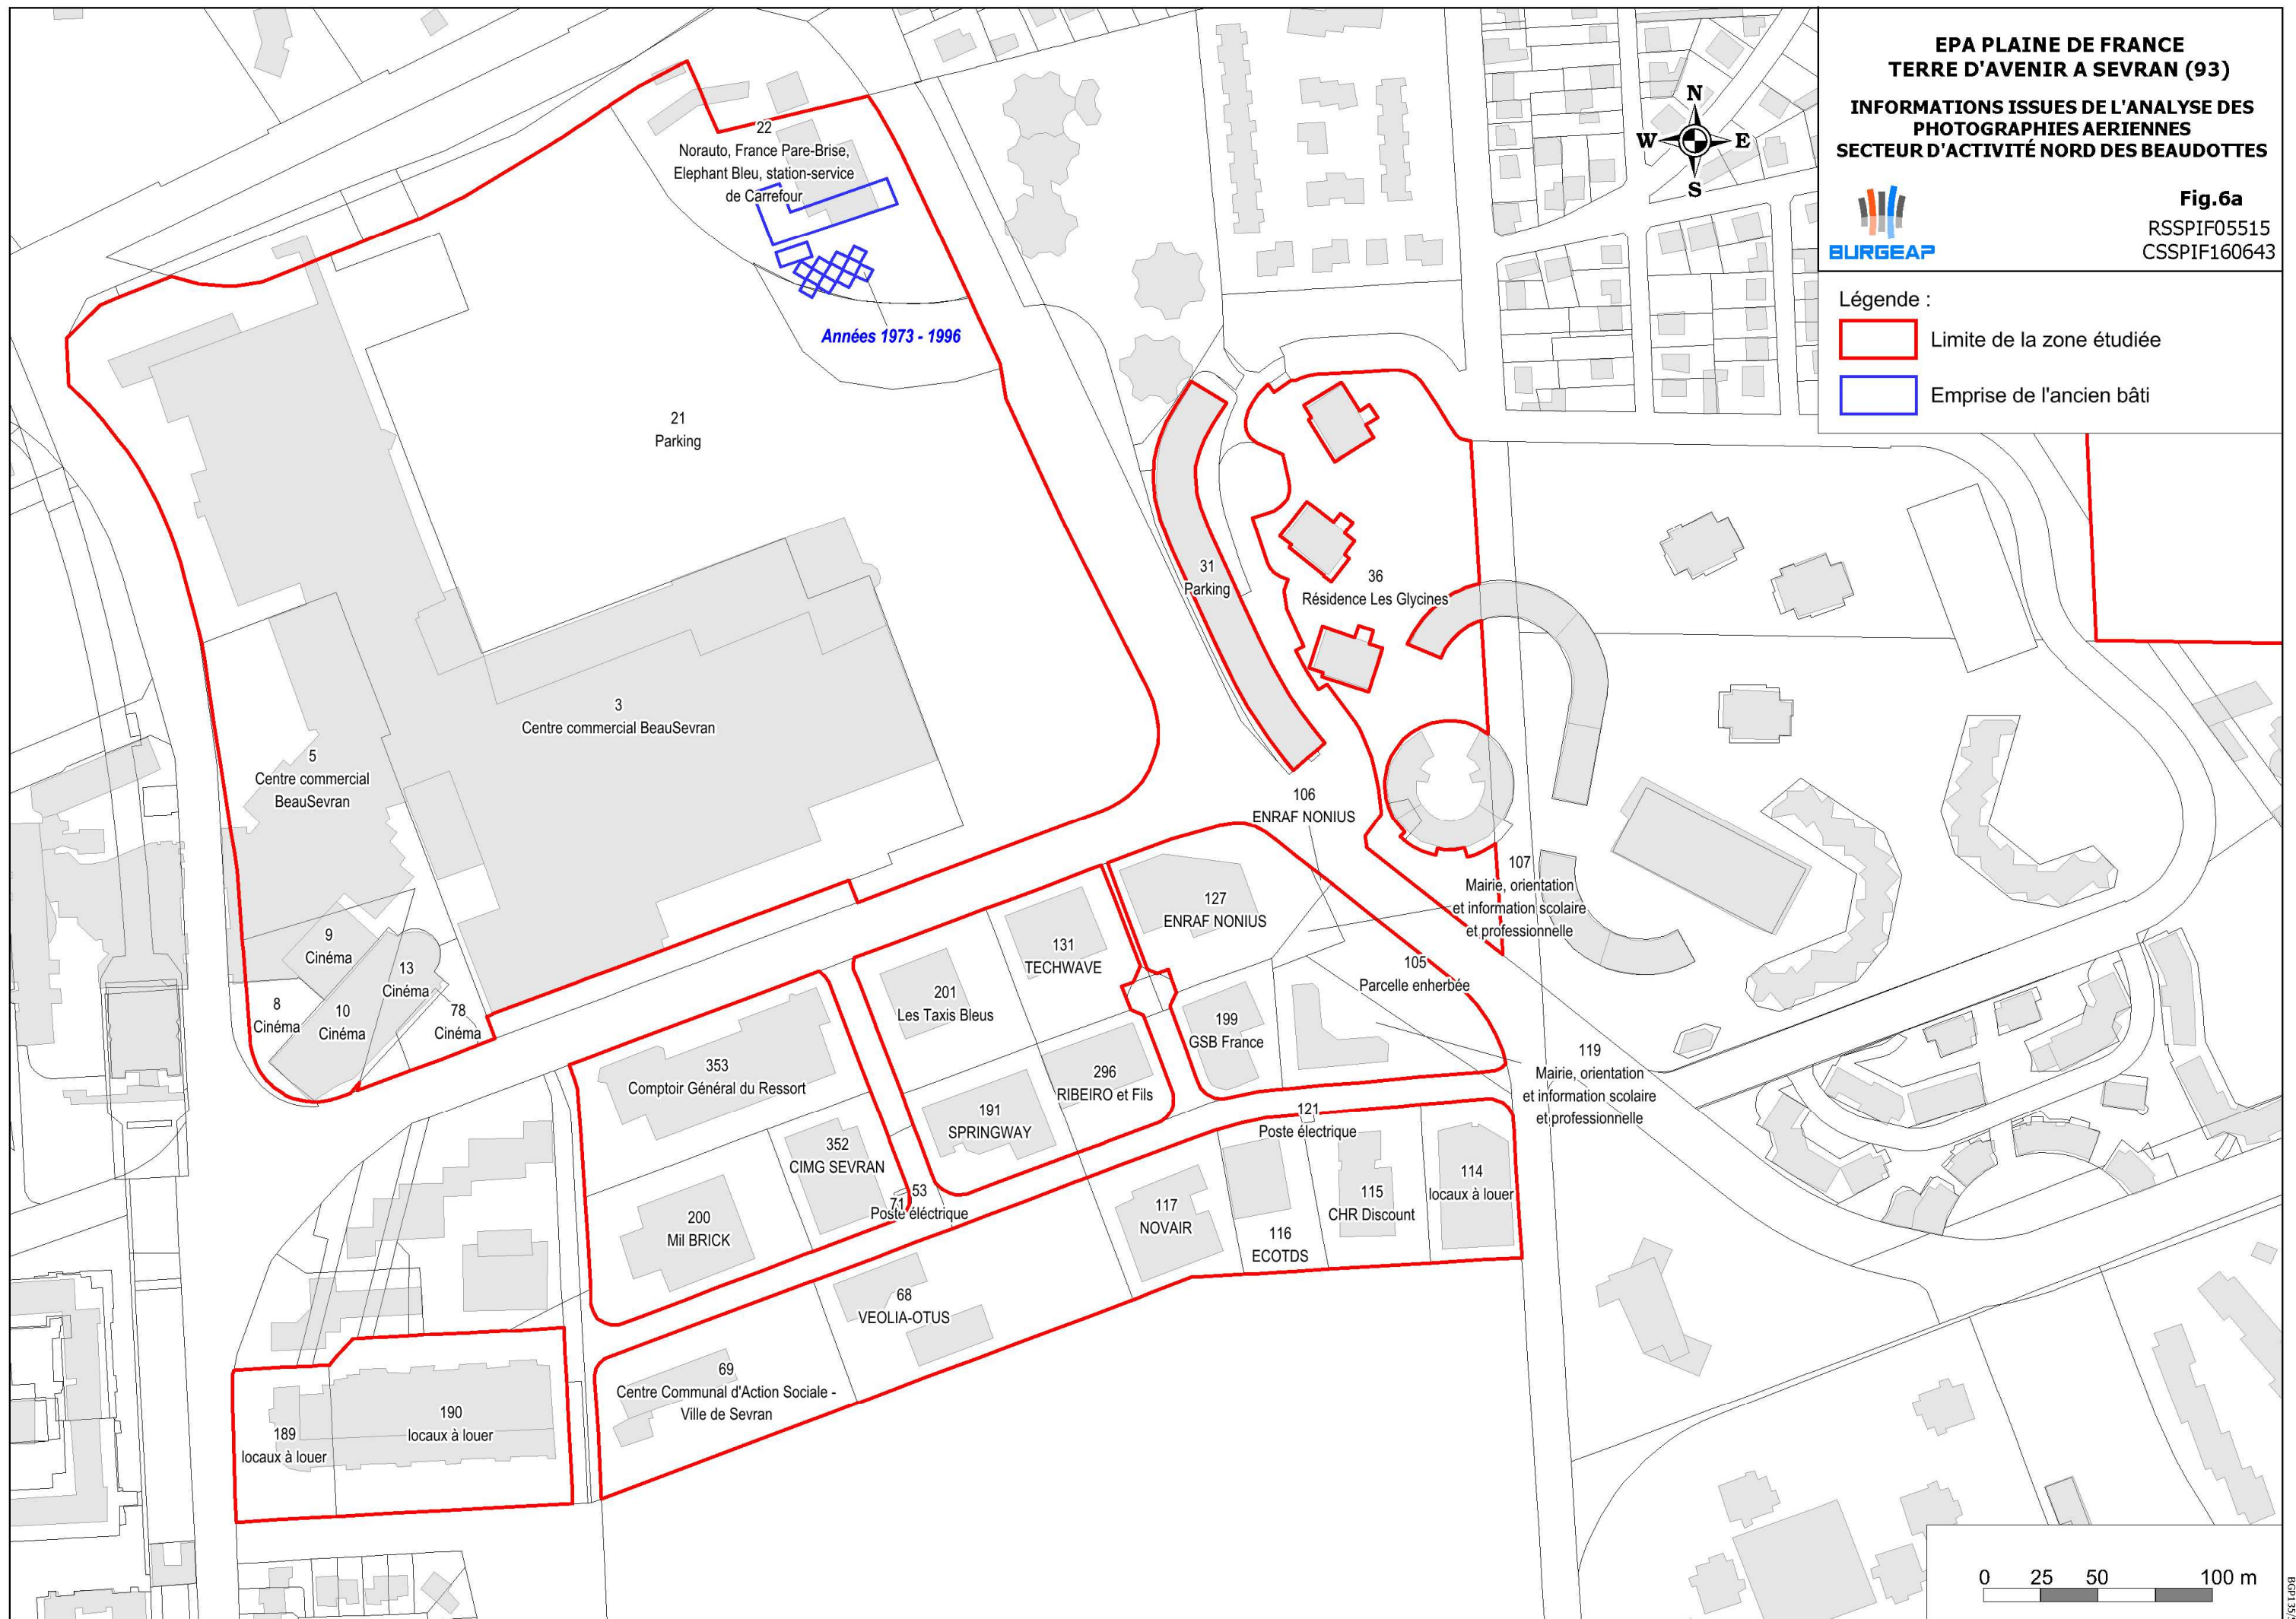 EPA PLAINE DE FRANCE
TERRE D'AVENIR A SEVRAN (93)
INFORMATIONS ISSUES DE L'ANALYSE DES
PHOTOGRAPHIES AERIENNES
SECTEUR D'ACTIVITÉ NORD DES BEAUDOTTES
Fig.6a
RSSPIF05515
CSSPIF160643
BURGEAP
N
W
E
S
Légende :
Limite de la zone étudiée
Emprise de l'ancien bâti
22
Norauto, France Pare-Brise,
Elephant Bleu, station-service
de Carrefour
Années 1973 - 1996
21
Parking
31
Parking
36
Résidence Les Glycines
3
Centre commercial BeauSevran
5
Centre commercial
BeauSevran
106
ENRAF NONIUS
107
Mairie, orientation
et information scolaire
et professionnelle
127
ENRAF NONIUS
131
TECHWAVE
9
Cinéma
13
Cinéma
8
Cinéma
10
Cinéma
78
Cinéma
201
Les Taxis Bleus
105
Parcelle enherbée
199
GSB France
119
Mairie, orientation
et information scolaire
et professionnelle
353
Comptoir Général du Ressort
296
RIBEIRO et Fils
191
SPRINGWAY
121
Poste électrique
352
CIMG SEVRAN
53
71
Poste éléctrique
200
Mil BRICK
117
NOVAIR
116
ECOTDS
115
CHR Discount
114
locaux à louer
68
VEOLIA-OTUS
69
Centre Communal d'Action Sociale -
Ville de Sevran
190
locaux à louer
189
locaux à louer
0 25 50 100 m